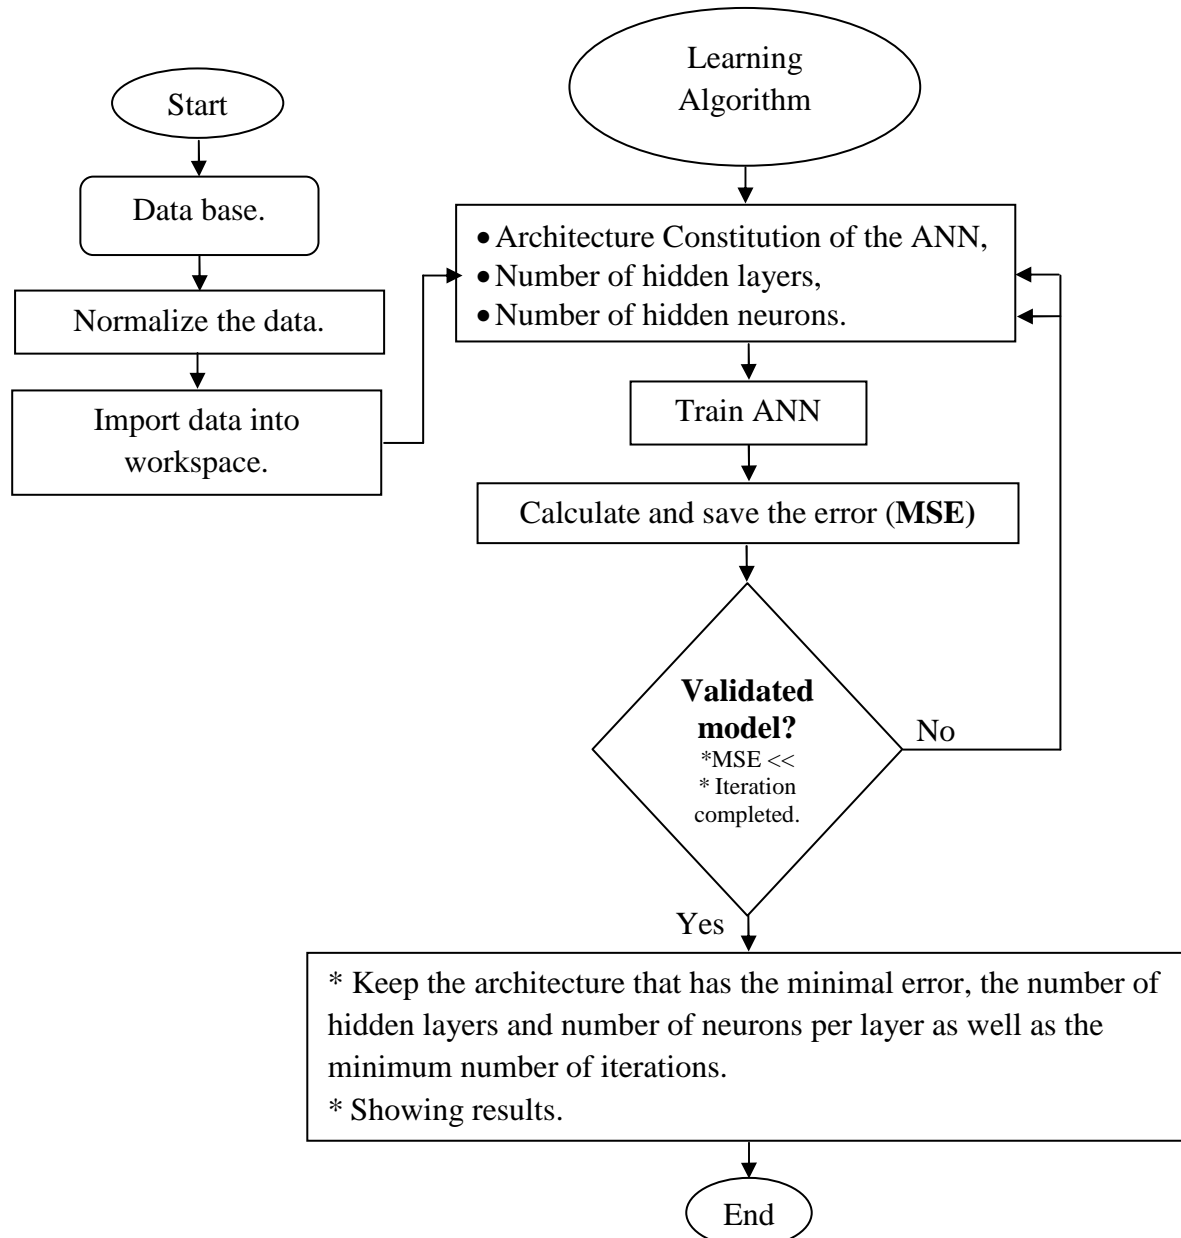 Start
Data base.
Normalize the data.
Import data into
workspace.
Learning
Algorithm
•Architecture Constitution of the ANN,
•Number of hidden layers,
•Number of hidden neurons.
Train ANN
Calculate and save the error (MSE)
Validated
model?
*MSE <<
* Iteration
completed.
No
Yes
* Keep the architecture that has the minimal error, the number of
hidden layers and number of neurons per layer as well as the
minimum number of iterations.
* Showing results.
End